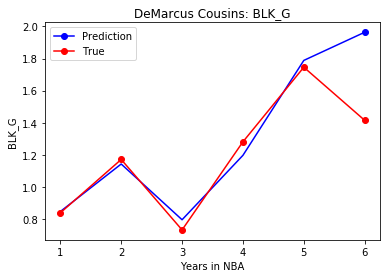 DeMarcus Cousins: BLK_G
Prediction
True
2.0
1.8
1.6
1.4
1.2
1.0
0.8
BLK_G
1 2 3 4 5 6
Years in NBA